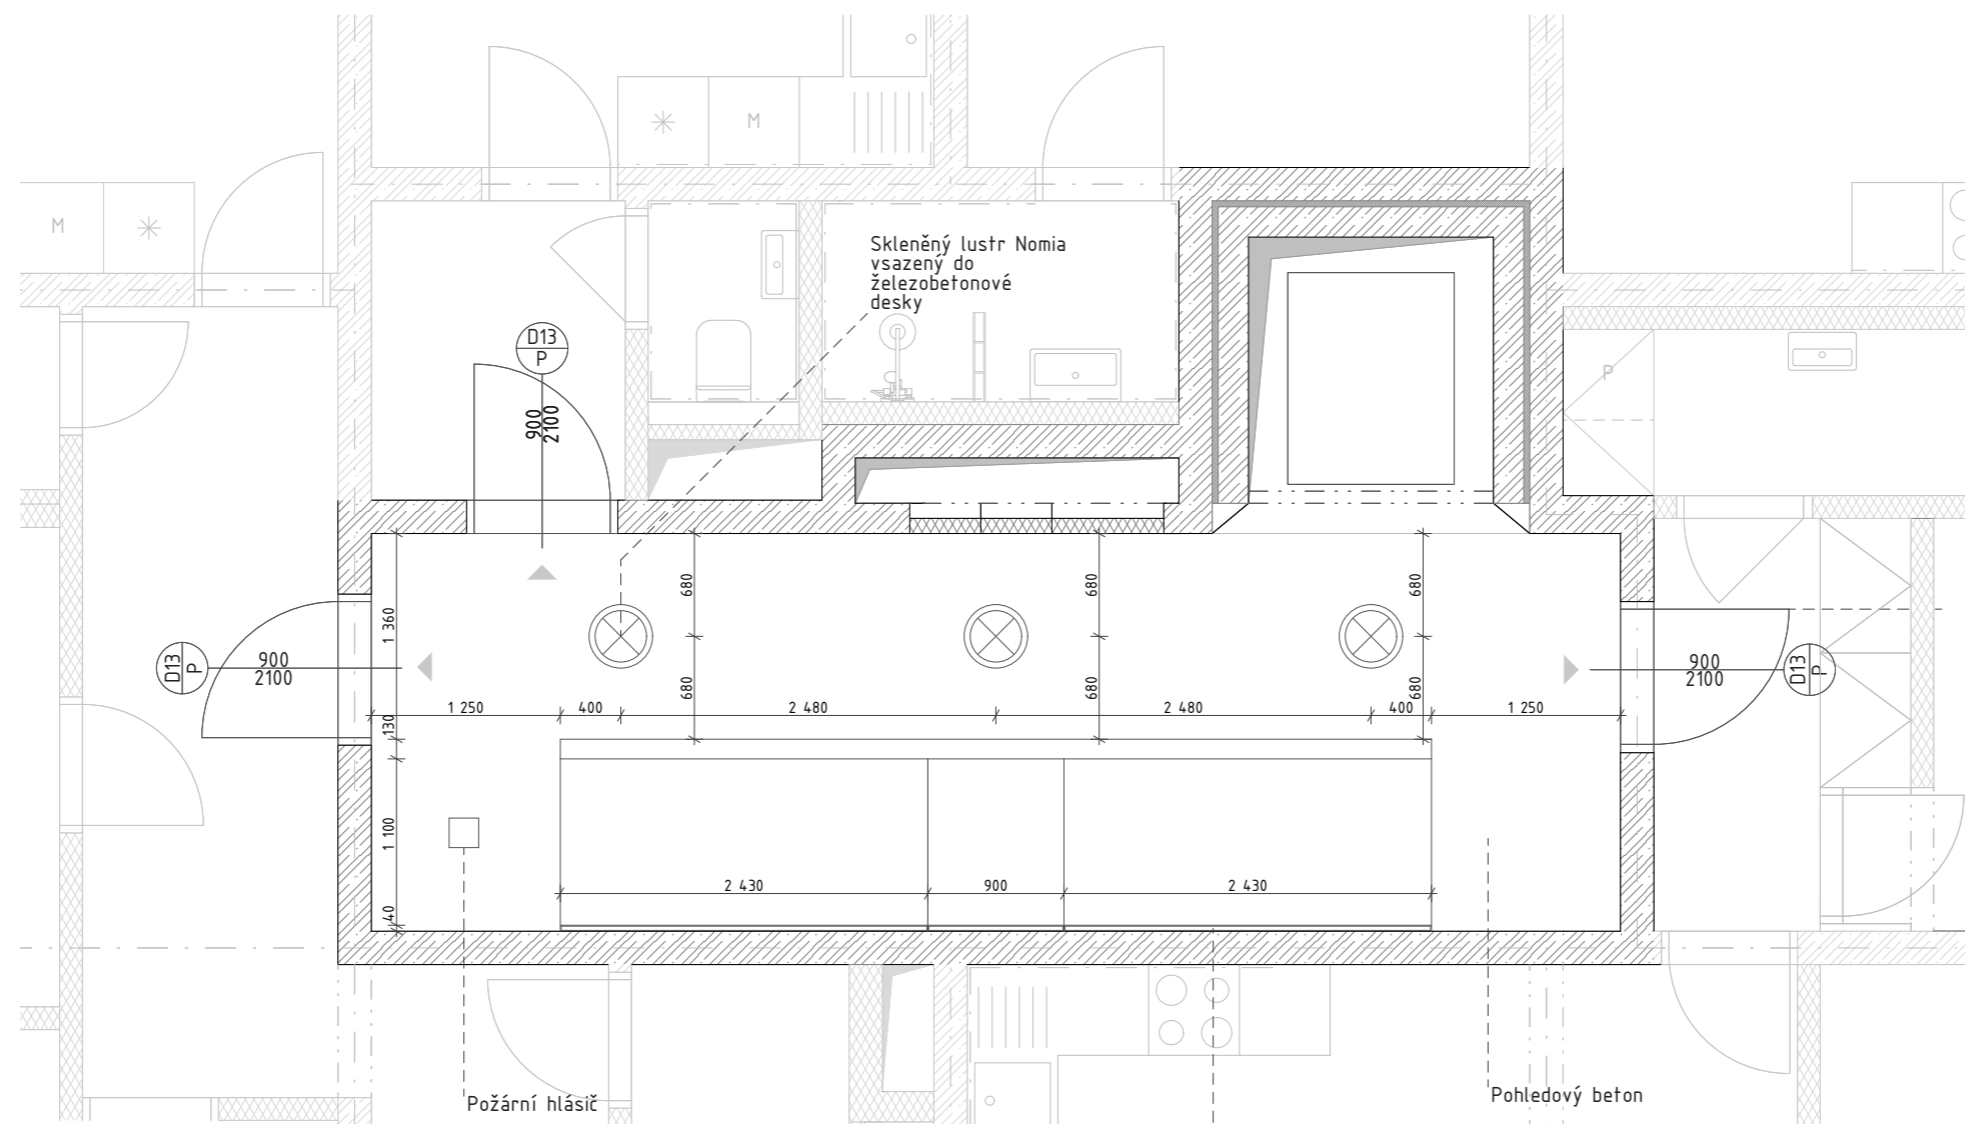 M
M
Skleněný lustr Nomia
vsazený do
železobetonové
desky
D13
P
900
2100
P
680
680
680
1 360
D13
P
900
2100
900
2100
D13
P
680
680
680
1 250
400
2 480
2 480
400
1 250
130
1 100
2 430
900
2 430
40
Požární hlásič
Pohledový beton